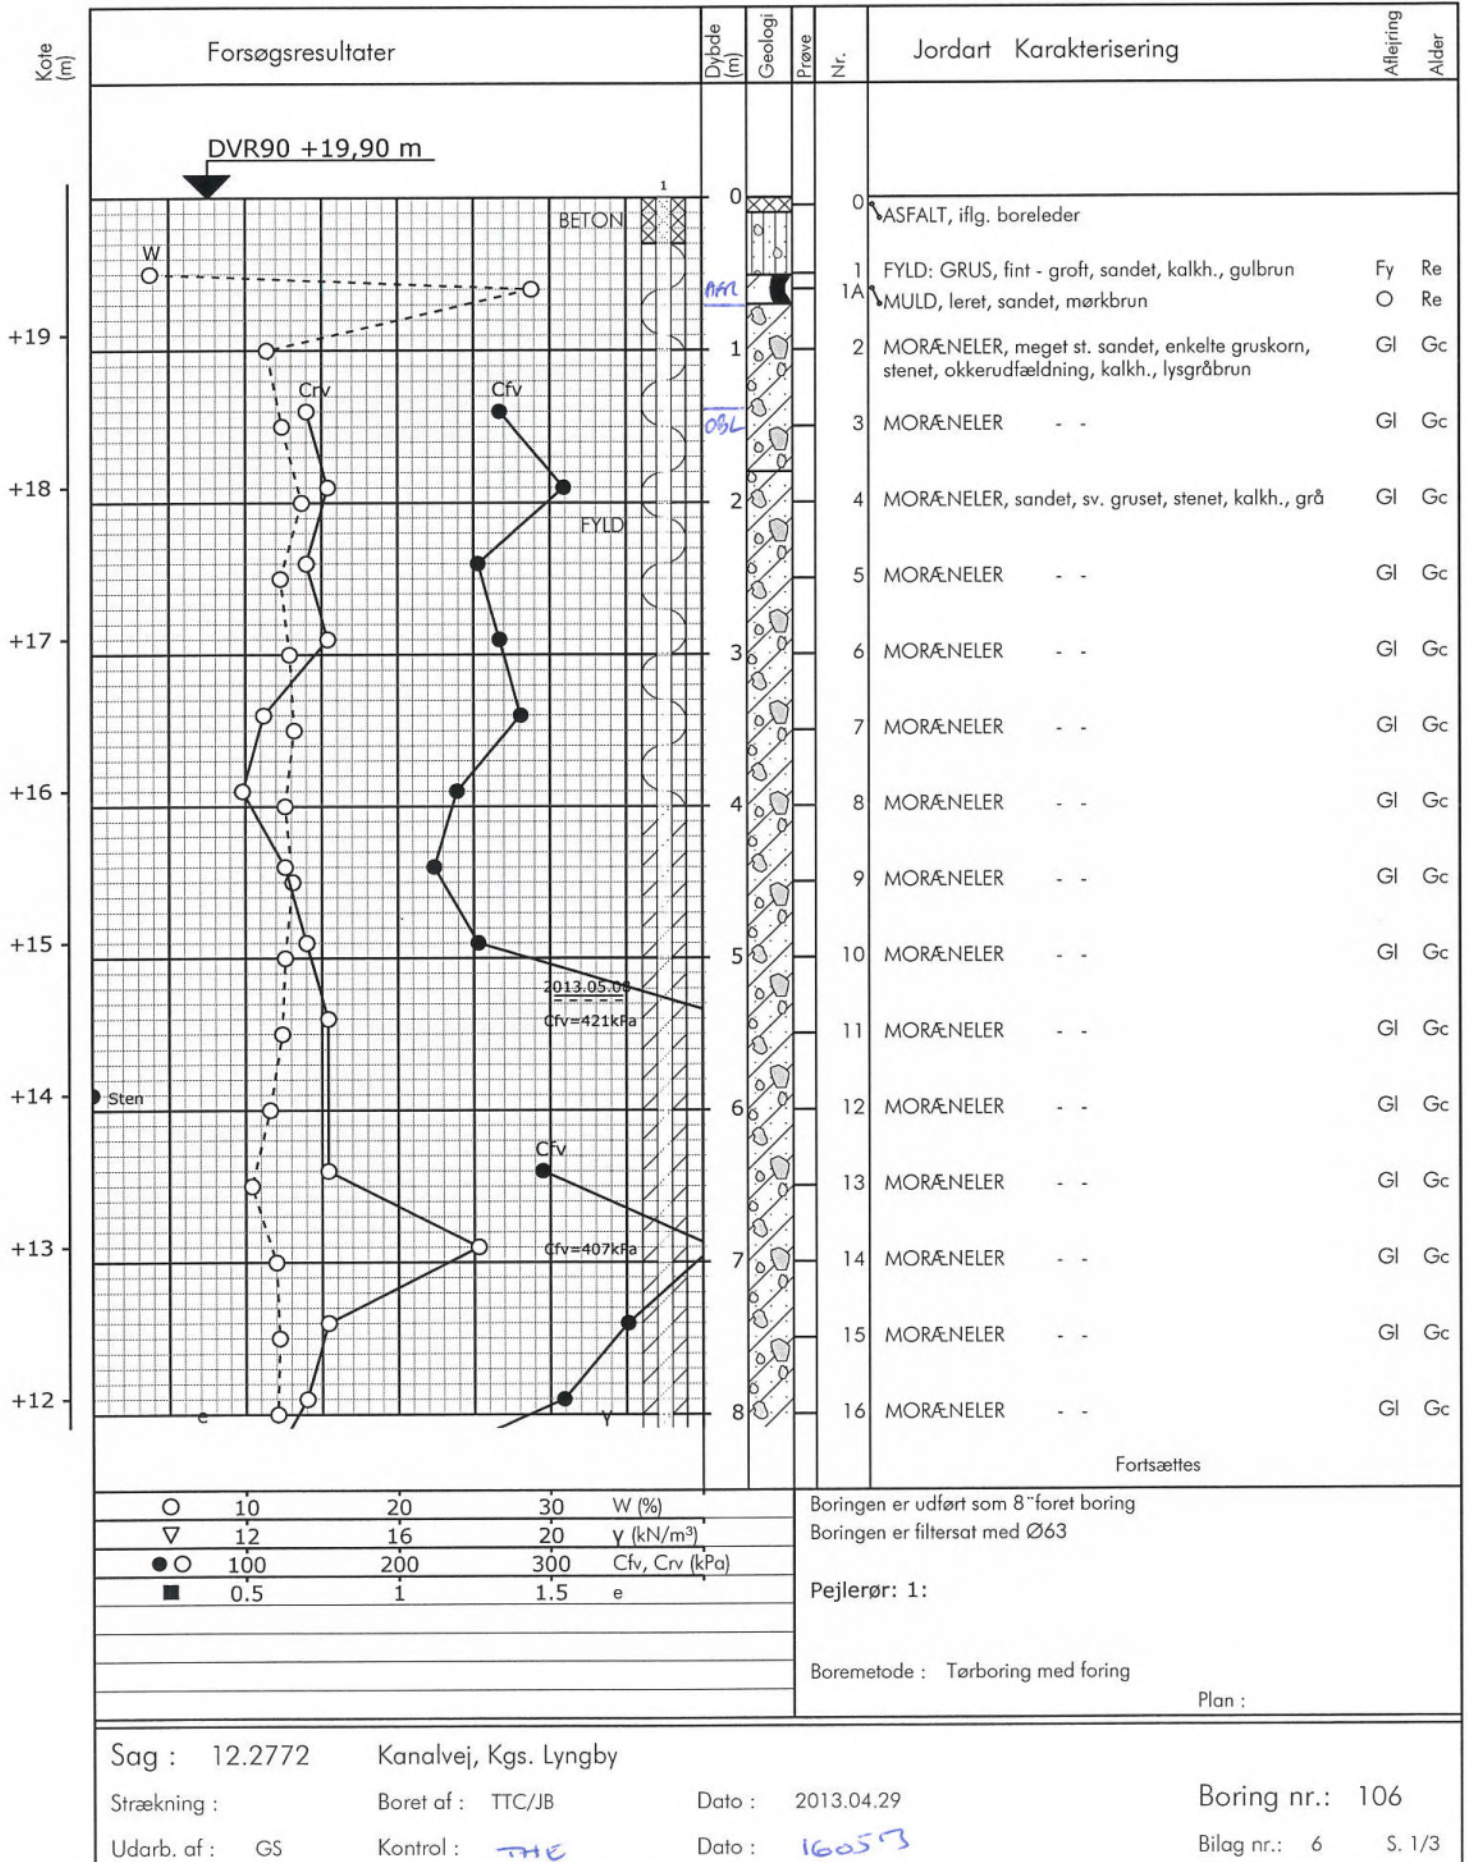 Kote (m)
Forsøgsresultater
Dybde (m)
Geologi
Prøve
Nr.
Jordart Karakterisering
Aflejring
Alder
DVR90 +19,90 m
1
0
BETON
0 ASFALT, iflg. boreleder
W
1 FYLD: GRUS, fint - groft, sandet, kalkh., gulbrun Fy Re
AFR
1A MULD, leret, sandet, mørkbrun O Re
+19
1
2 MORÆNELER, meget st. sandet, enkelte gruskorn, Gl Gc
stenet, okkerudfældning, kalkh., lysgråbrun
Crv
Cfv
OBL
3 MORÆNELER - - Gl Gc
+18
4 MORÆNELER, sandet, sv. gruset, stenet, kalkh., grå Gl Gc
2
FYLD
5 MORÆNELER - - Gl Gc
+17
3
6 MORÆNELER - - Gl Gc
7 MORÆNELER - - Gl Gc
+16
4
8 MORÆNELER - - Gl Gc
9 MORÆNELER - - Gl Gc
+15
5
10 MORÆNELER - - Gl Gc
2013.05.08
Cfv=421kPa
11 MORÆNELER - - Gl Gc
+14
Sten
6
12 MORÆNELER - - Gl Gc
Cfv
13 MORÆNELER - - Gl Gc
+13
Cfv=407kPa
7
14 MORÆNELER - - Gl Gc
15 MORÆNELER - - Gl Gc
+12
e
γ
8
16 MORÆNELER - - Gl Gc
Fortsættes
10 20 30 W (%)
12 16 20 γ (kN/m³)
100 200 300 Cfv, Crv (kPa)
0.5 1 1.5 e
Boringen er udført som 8¨foret boring
Boringen er filtersat med Ø63
Pejlerør: 1:
Boremetode : Tørboring med foring
Plan :
Sag : 12.2772 Kanalvej, Kgs. Lyngby
Strækning : Boret af : TTC/JB Dato : 2013.04.29 Boring nr.: 106
Udarb. af : GS Kontrol : THE Dato : 160513 Bilag nr.: 6 S. 1/3